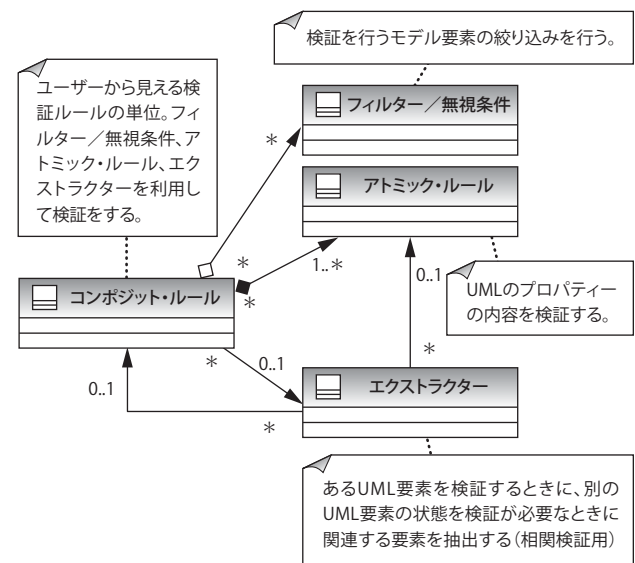 検証を行うモデル要素の絞り込みを行う。
ユーザーから見える検
証ルールの単位。フィ
ルター／無視条件、ア
トミック・ルール、エク
ストラクターを利用し
て検証をする。
フィルター／無視条件
＊
アトミック・ルール
＊
1..＊
0..1
UMLのプロパティー
の内容を検証する。
コンポジット・ルール
＊
＊
0..1
＊
0..1
エクストラクター
＊
あるUML要素を検証するときに、別の
UML要素の状態を検証が必要なときに
関連する要素を抽出する（相関検証用）